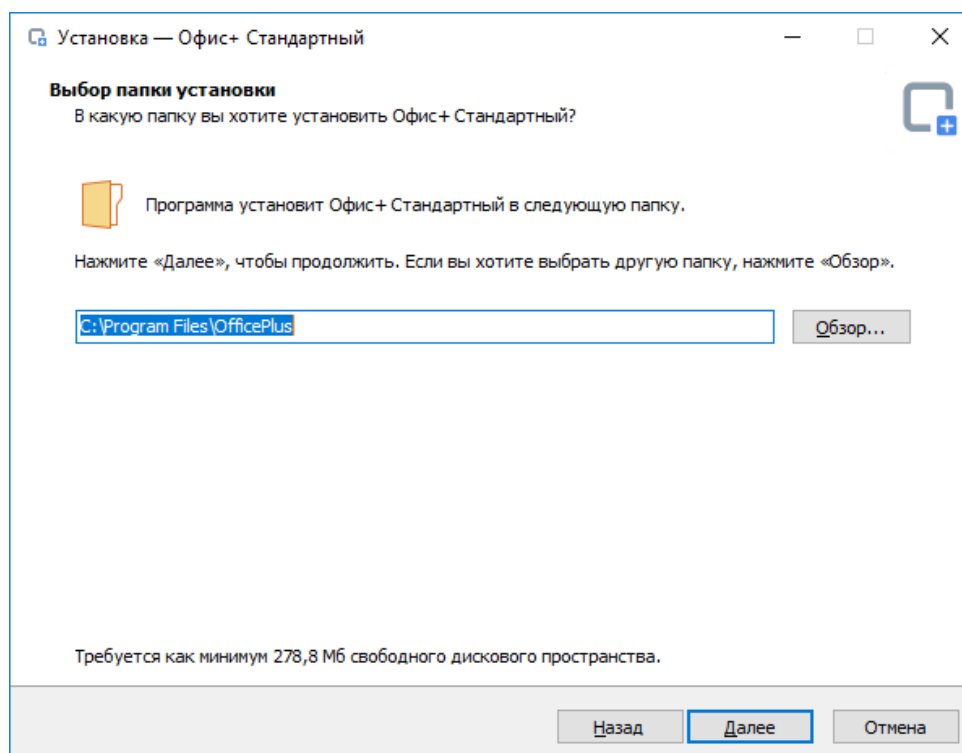 Установка — Офис+ Стандартный
Выбор папки установки
В какую папку вы хотите установить Офис+ Стандартный?
Программа установит Офис+ Стандартный в следующую папку.
Нажмите «Далее», чтобы продолжить. Если вы хотите выбрать другую папку, нажмите «Обзор».
C:\Program Files\OfficePlus
Обзор...
Требуется как минимум 278,8 Мб свободного дискового пространства.
Назад
Далее
Отмена